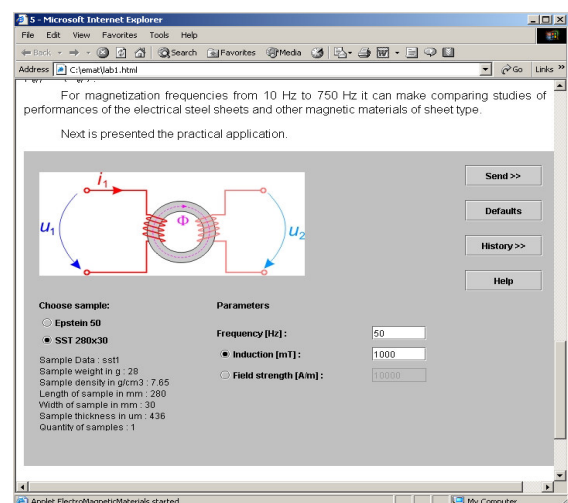 5 - Microsoft Internet Explorer
File Edit View Favorites Tools Help
Back Search Favorites Media
Address C:\emat\lab1.html Go Links »
For magnetization frequencies from 10 Hz to 750 Hz it can make comparing studies of
performances of the electrical steel sheets and other magnetic materials of sheet type.
Next is presented the practical application.
i1
u1
Φ
u2
Send >>
Defaults
History >>
Help
Choose sample:
Epstein 50
SST 280x30
Sample Data : sst1
Sample weight in g : 28
Sample density in g/cm3 : 7.65
Length of sample in mm : 280
Width of sample in mm : 30
Sample thickness in um : 436
Quantity of samples : 1
Parameters
Frequency [Hz] : 50
Induction [mT] : 1000
Field strength [A/m] : 10000
Applet ElectroMagneticMaterials started My Computer